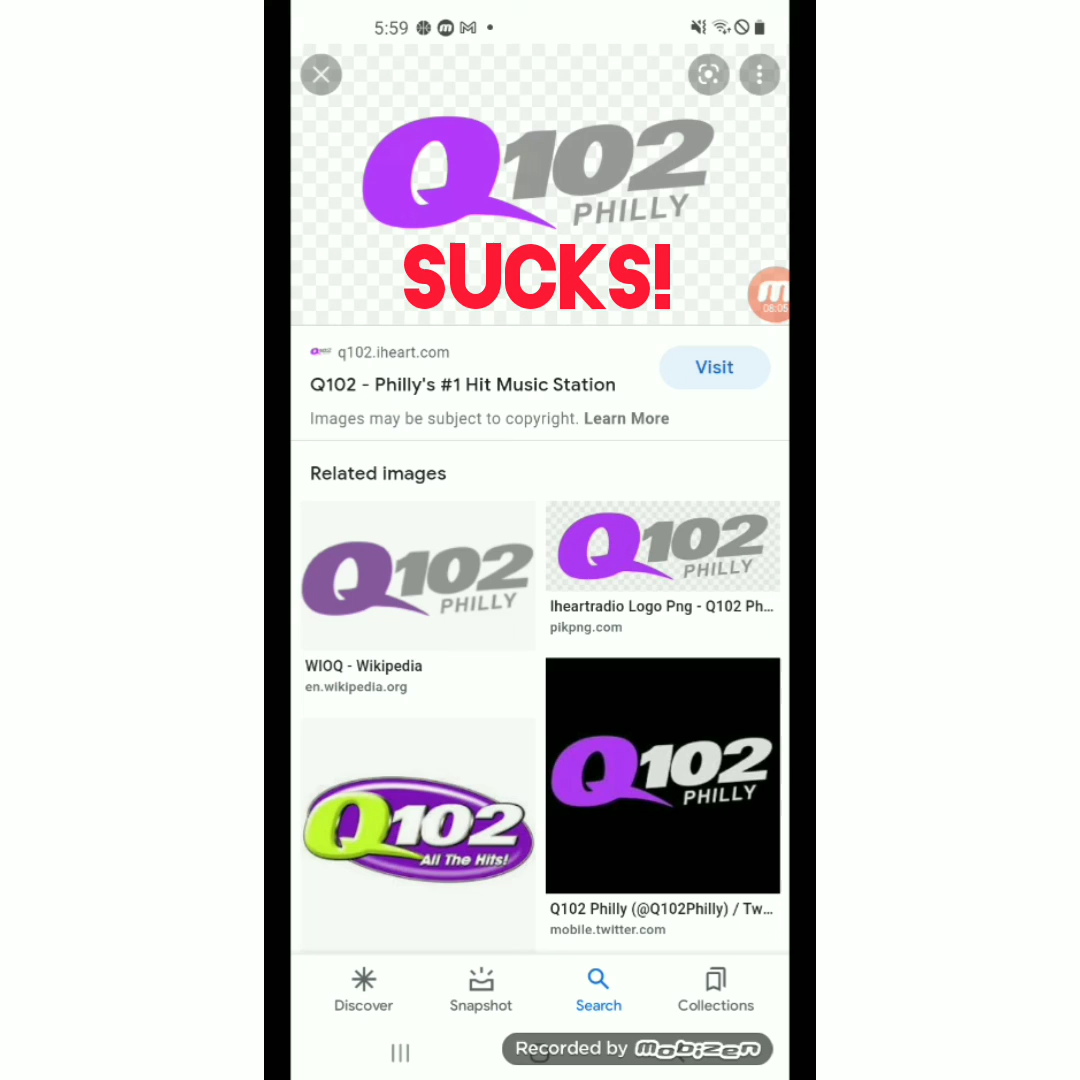 5:59
Q102
PHILLY
SUCKS!
m
08:05
q102.iheart.com
Visit
Q102 - Philly's #1 Hit Music Station
Images may be subject to copyright. Learn More
Related images
Q102
PHILLY
Q102
PHILLY
Iheartradio Logo Png - Q102 Ph...
pikpng.com
WIOQ - Wikipedia
en.wikipedia.org
Q102
PHILLY
Q102
All The Hits!
Q102 Philly (@Q102Philly) / Tw...
mobile.twitter.com
Discover
Snapshot
Search
Collections
Recorded by mobizen